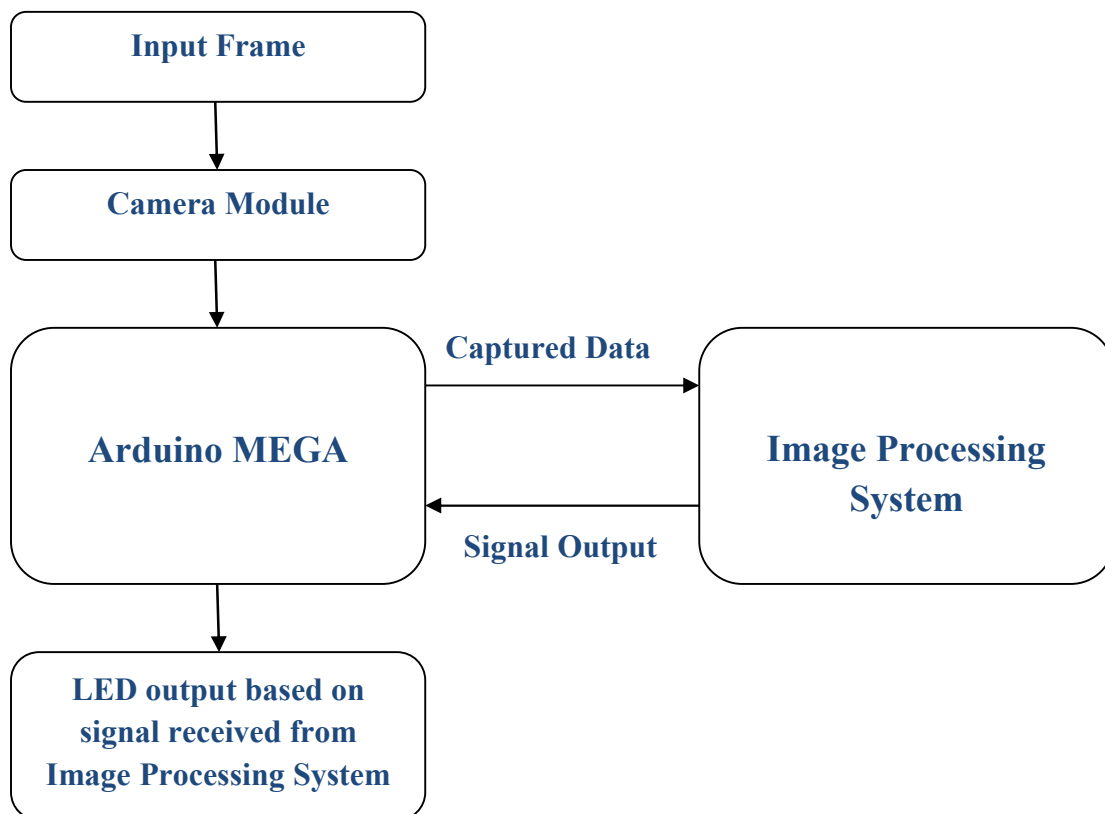 Input Frame
Camera Module
Captured Data
Arduino MEGA
Image Processing
System
Signal Output
LED output based on
signal received from
Image Processing System